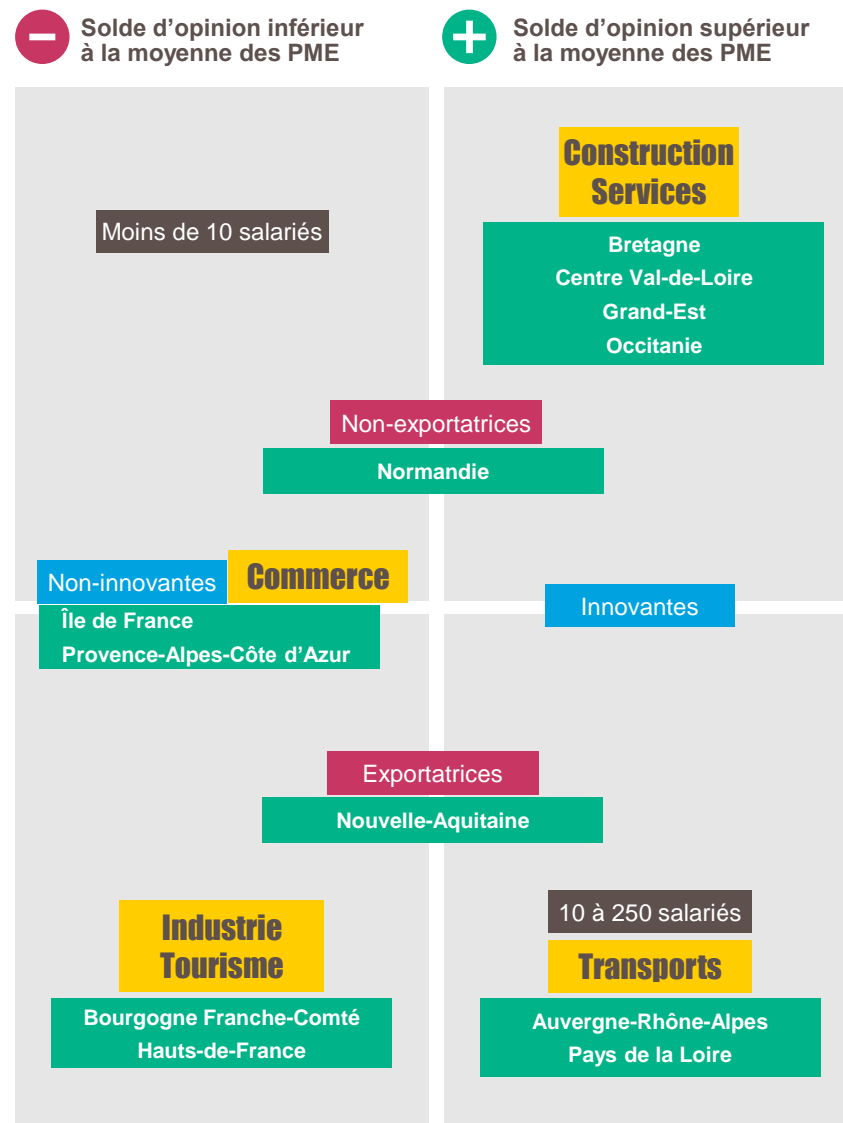 Solde d’opinion inférieur
à la moyenne des PME
Solde d’opinion supérieur
à la moyenne des PME
Construction
Services
Moins de 10 salariés
Bretagne
Centre Val-de-Loire
Grand-Est
Occitanie
Non-exportatrices
Normandie
Non-innovantes
Commerce
Île de France
Provence-Alpes-Côte d’Azur
Innovantes
Exportatrices
Nouvelle-Aquitaine
Industrie
Tourisme
Bourgogne Franche-Comté
Hauts-de-France
10 à 250 salariés
Transports
Auvergne-Rhône-Alpes
Pays de la Loire